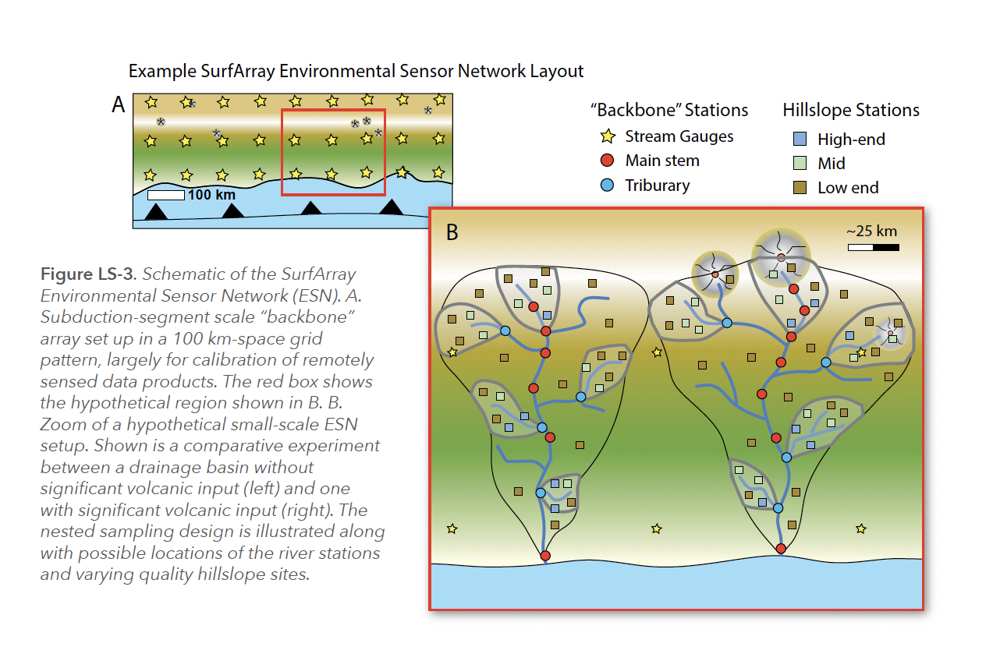 Example SurfArray Environmental Sensor Network Layout
A
100 km
“Backbone” Stations
Stream Gauges
Main stem
Triburary
Hillslope Stations
High-end
Mid
Low end
B
~25 km
Figure LS-3. Schematic of the SurfArray
Environmental Sensor Network (ESN). A.
Subduction-segment scale “backbone”
array set up in a 100 km-space grid
pattern, largely for calibration of remotely
sensed data products. The red box shows
the hypothetical region shown in B. B.
Zoom of a hypothetical small-scale ESN
setup. Shown is a comparative experiment
between a drainage basin without
significant volcanic input (left) and one
with significant volcanic input (right). The
nested sampling design is illustrated along
with possible locations of the river stations
and varying quality hillslope sites.